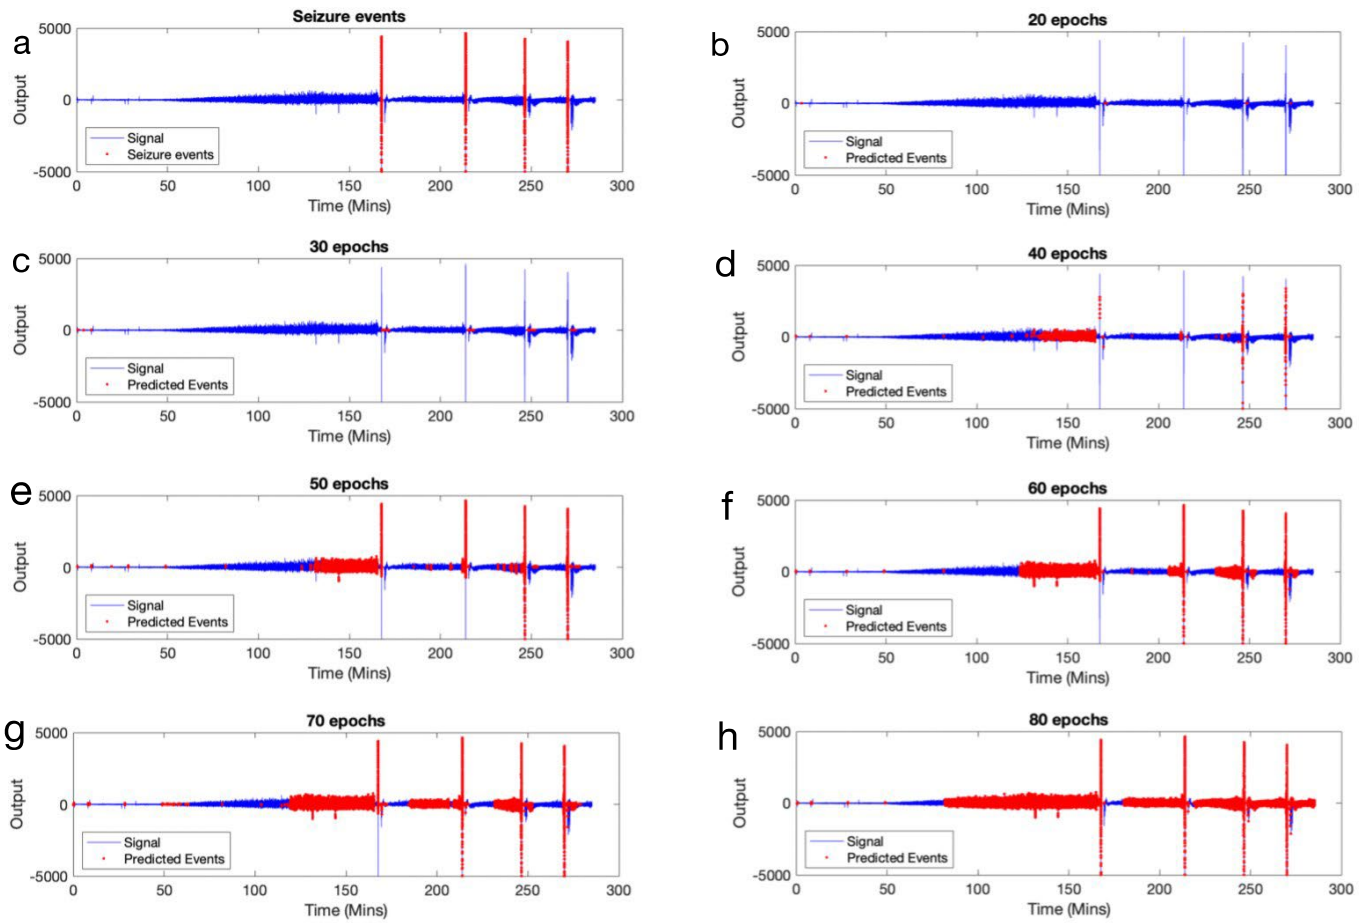 a
Seizure events
Output
5000
0
-5000
Signal
Seizure events
0 50 100 150 200 250 300
Time (Mins)
b
20 epochs
Output
5000
0
-5000
Signal
Predicted Events
0 50 100 150 200 250 300
Time (Mins)
c
30 epochs
Output
5000
0
-5000
Signal
Predicted Events
0 50 100 150 200 250 300
Time (Mins)
d
40 epochs
Output
5000
0
-5000
Signal
Predicted Events
0 50 100 150 200 250 300
Time (Mins)
e
50 epochs
Output
5000
0
-5000
Signal
Predicted Events
0 50 100 150 200 250 300
Time (Mins)
f
60 epochs
Output
5000
0
-5000
Signal
Predicted Events
0 50 100 150 200 250 300
Time (Mins)
g
70 epochs
Output
5000
0
-5000
Signal
Predicted Events
0 50 100 150 200 250 300
Time (Mins)
h
80 epochs
Output
5000
0
-5000
Signal
Predicted Events
0 50 100 150 200 250 300
Time (Mins)